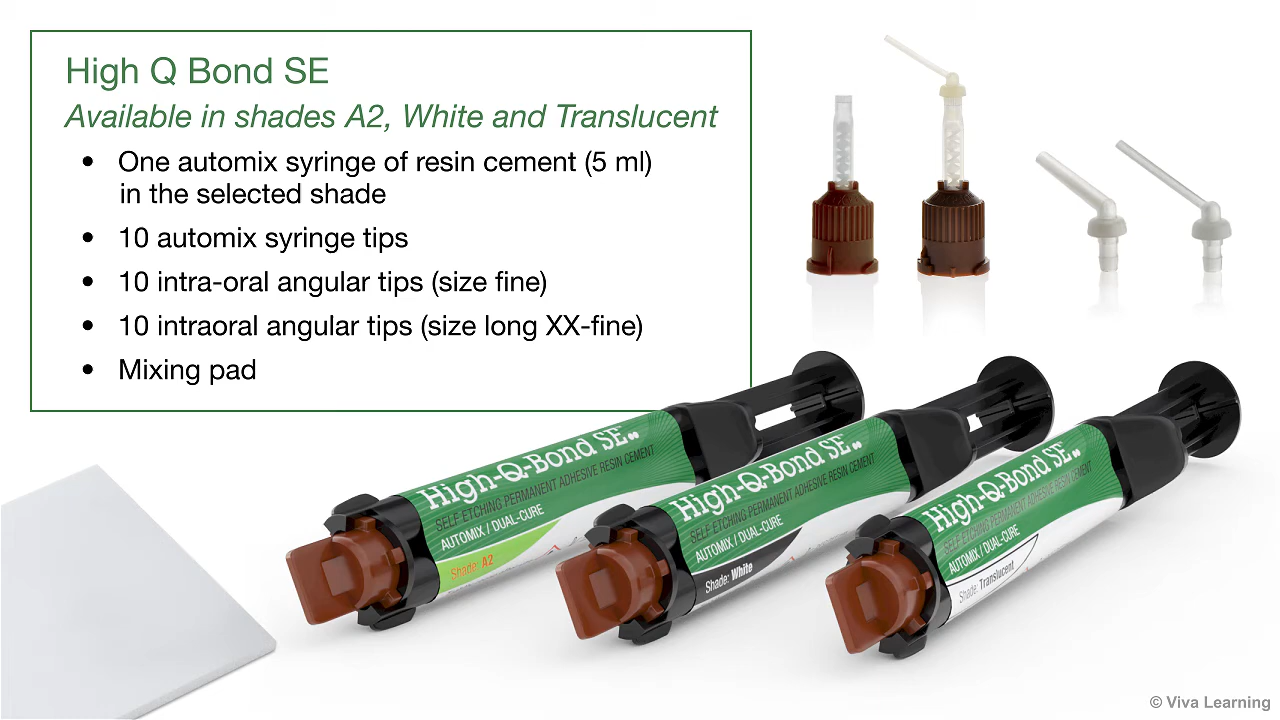 High Q Bond SE
Available in shades A2, White and Translucent
• One automix syringe of resin cement (5 ml)
in the selected shade
• 10 automix syringe tips
• 10 intra-oral angular tips (size fine)
• 10 intraoral angular tips (size long XX-fine)
• Mixing pad
High-Q-Bond SE
SELF ETCHING PERMANENT ADHESIVE RESIN CEMENT
AUTOMIX / DUAL-CURE
Shade: A2
High-Q-Bond SE
SELF ETCHING PERMANENT ADHESIVE RESIN CEMENT
AUTOMIX / DUAL-CURE
Shade: White
High-Q-Bond SE
SELF ETCHING PERMANENT ADHESIVE RESIN CEMENT
AUTOMIX / DUAL-CURE
Shade: Translucent
© Viva Learning